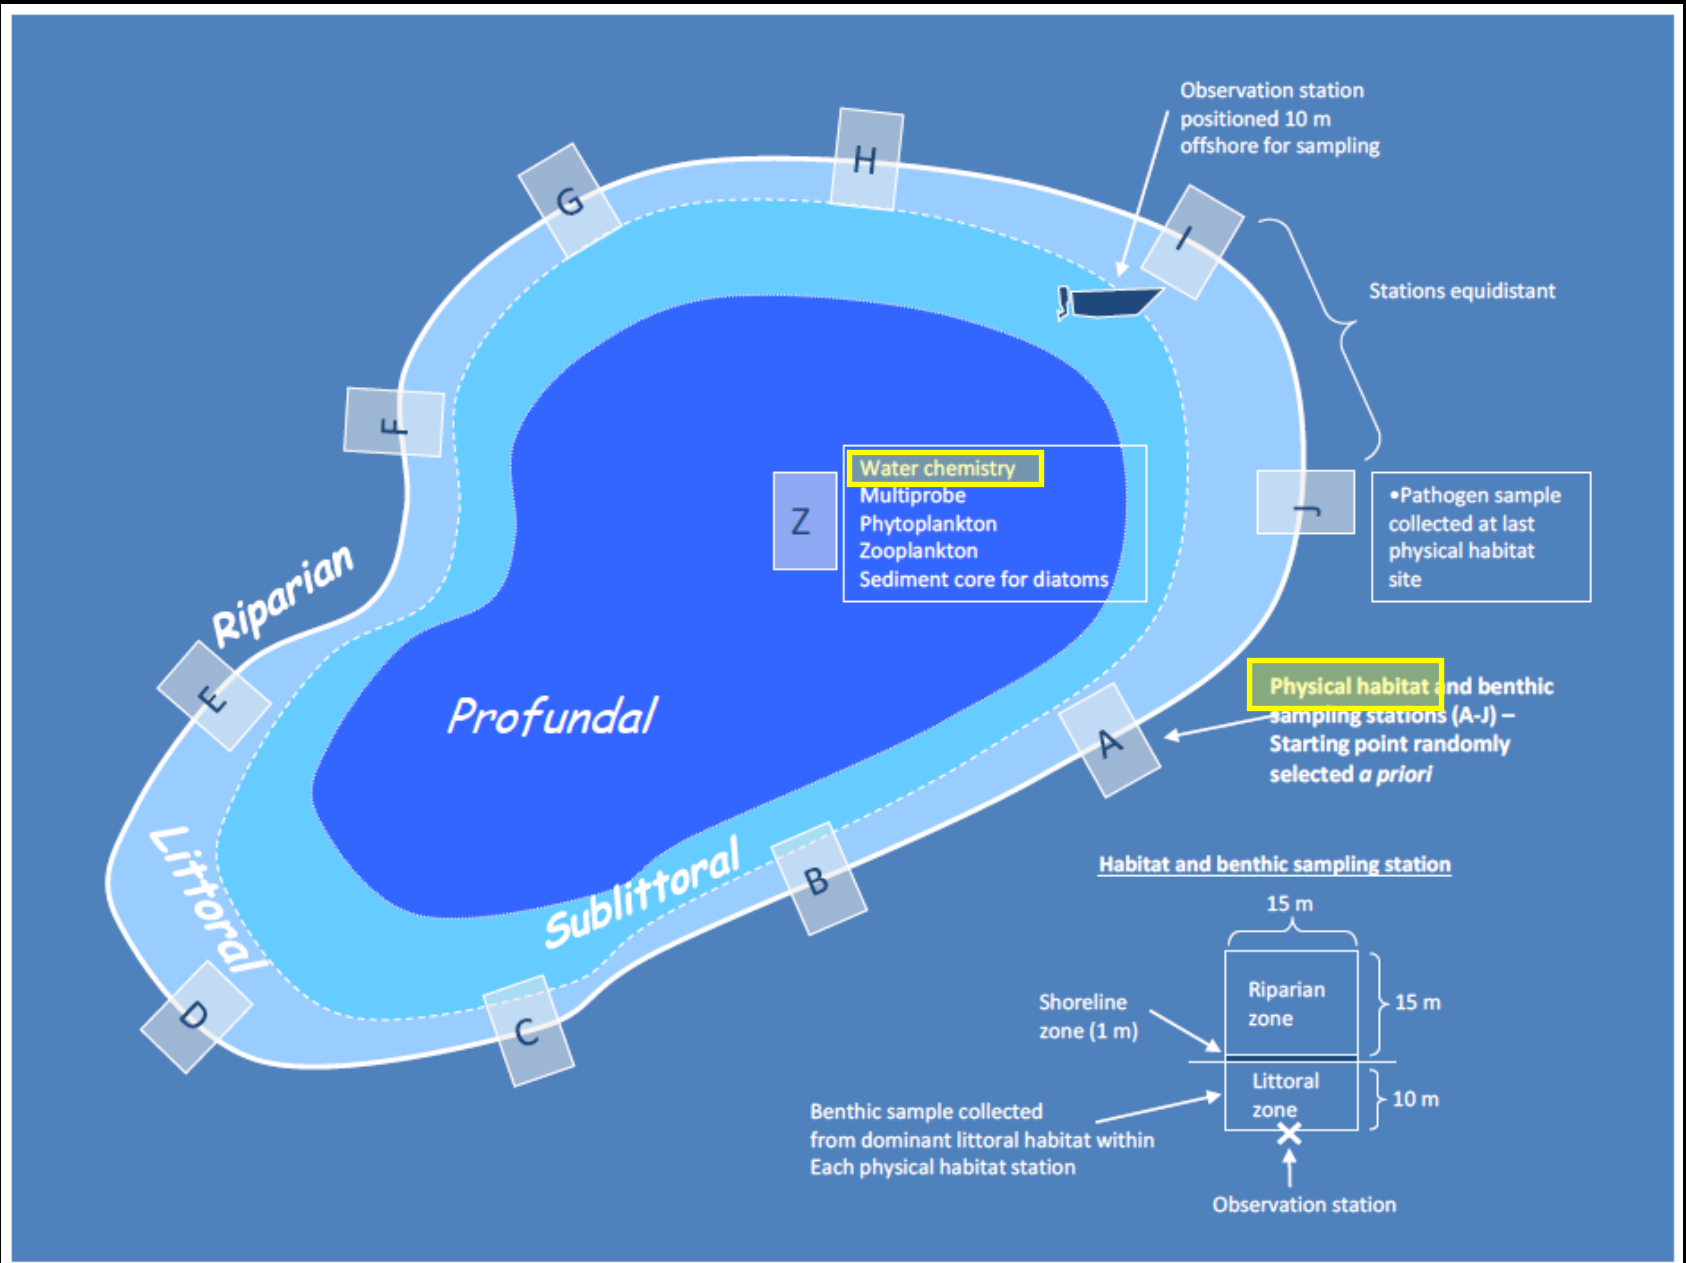 Observation station
positioned 10 m
offshore for sampling
H
G
I
Stations equidistant
F
Water chemistry
Multiprobe
Phytoplankton
Zooplankton
Sediment core for diatoms
Z
J
•Pathogen sample
collected at last
physical habitat
site
Riparian
E
Profundal
Physical habitat and benthic
sampling stations (A-J) –
Starting point randomly
selected a priori
A
Littoral
Sublittoral
B
D
C
Habitat and benthic sampling station
15 m
Riparian
zone
15 m
Shoreline
zone (1 m)
Littoral
zone
10 m
Benthic sample collected
from dominant littoral habitat within
Each physical habitat station
Observation station